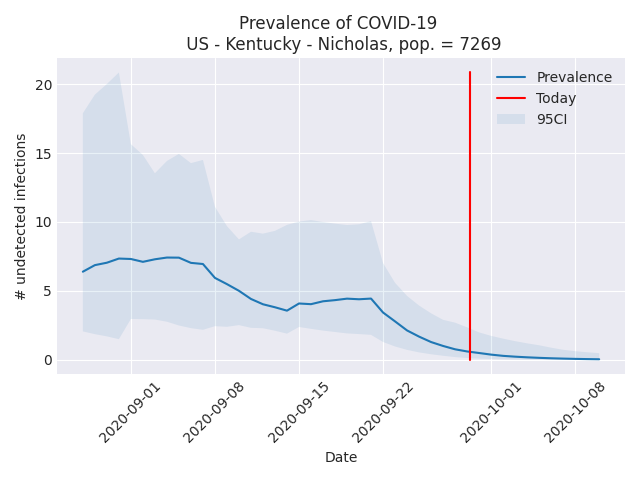 Prevalence of COVID-19
US - Kentucky - Nicholas, pop. = 7269
Prevalence
Today
95CI
# undetected infections
20
15
10
5
0
2020-09-01
2020-09-08
2020-09-15
2020-09-22
2020-10-01
2020-10-08
Date